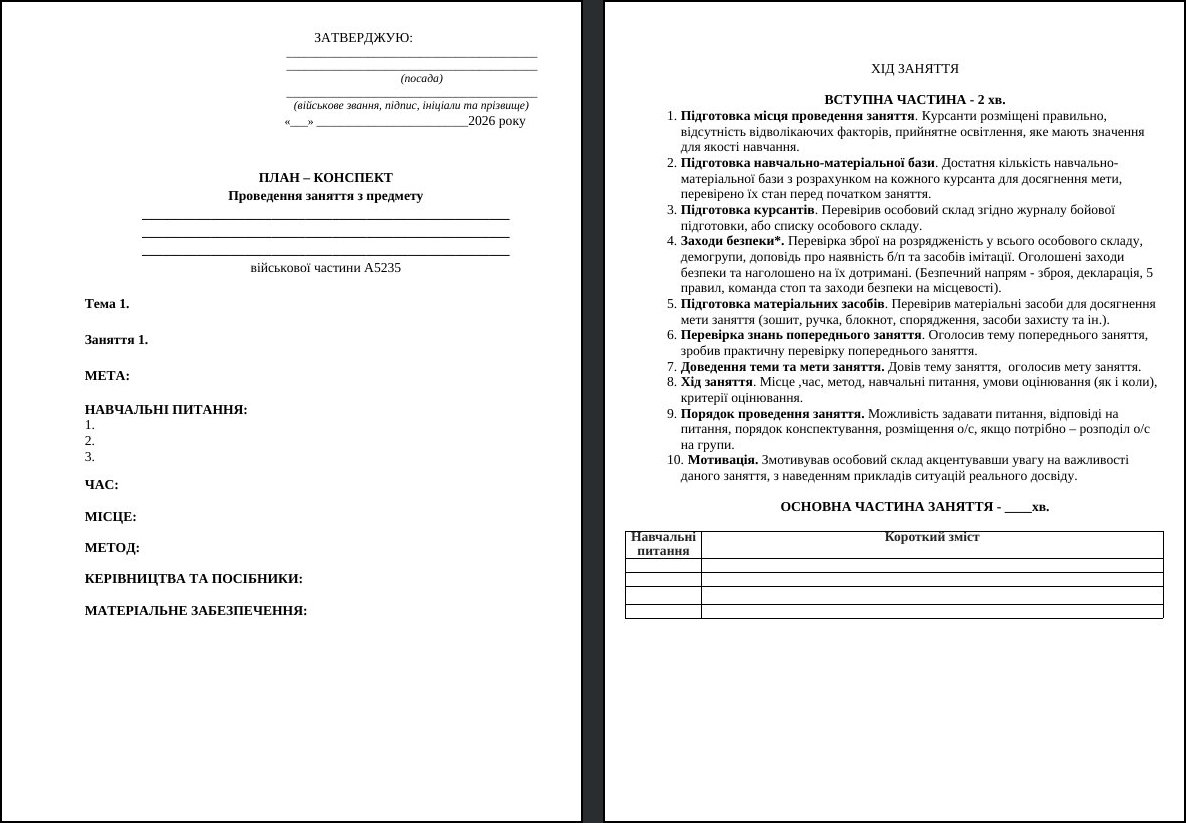 ЗАТВЕРДЖУЮ:
______________________________________
______________________________________
(посада)
______________________________________
(військове звання, підпис, ініціали та прізвище)
«___» _______________________2026 року
ПЛАН – КОНСПЕКТ
Проведення заняття з предмету
______________________________________________________
______________________________________________________
______________________________________________________
військової частини А5235
Тема 1.
Заняття 1.
МЕТА:
НАВЧАЛЬНІ ПИТАННЯ:
1.
2.
3.
ЧАС:
МІСЦЕ:
МЕТОД:
КЕРІВНИЦТВА ТА ПОСІБНИКИ:
МАТЕРІАЛЬНЕ ЗАБЕЗПЕЧЕННЯ:
ХІД ЗАНЯТТЯ
ВСТУПНА ЧАСТИНА - 2 хв.
1. Підготовка місця проведення заняття. Курсанти розміщені правильно,
відсутність відволікаючих факторів, прийнятне освітлення, яке мають значення
для якості навчання.
2. Підготовка навчально-матеріальної бази. Достатня кількість навчально-
матеріальної бази з розрахунком на кожного курсанта для досягнення мети,
перевірено їх стан перед початком заняття.
3. Підготовка курсантів. Перевірив особовий склад згідно журналу бойової
підготовки, або списку особового складу.
4. Заходи безпеки*. Перевірка зброї на розрядженість у всього особового складу,
демогрупи, доповідь про наявність б/п та засобів імітації. Оголошені заходи
безпеки та наголошено на їх дотримані. (Безпечний напрям - зброя, декларація, 5
правил, команда стоп та заходи безпеки на місцевості).
5. Підготовка матеріальних засобів. Перевірив матеріальні засоби для досягнення
мети заняття (зошит, ручка, блокнот, спорядження, засоби захисту та ін.).
6. Перевірка знань попереднього заняття. Оголосив тему попереднього заняття,
зробив практичну перевірку попереднього заняття.
7. Доведення теми та мети заняття. Довів тему заняття,  оголосив мету заняття.
8. Хід заняття. Місце ,час, метод, навчальні питання, умови оцінювання (як і коли),
критерії оцінювання.
9. Порядок проведення заняття. Можливість задавати питання, відповіді на
питання, порядок конспектування, розміщення о/с, якщо потрібно – розподіл о/с
на групи.
10. Мотивація. Змотивував особовий склад акцентувавши увагу на важливості
даного заняття, з наведенням прикладів ситуацій реального досвіду.
ОСНОВНА ЧАСТИНА ЗАНЯТТЯ - ____хв.
Навчальні
питання
Короткий зміст